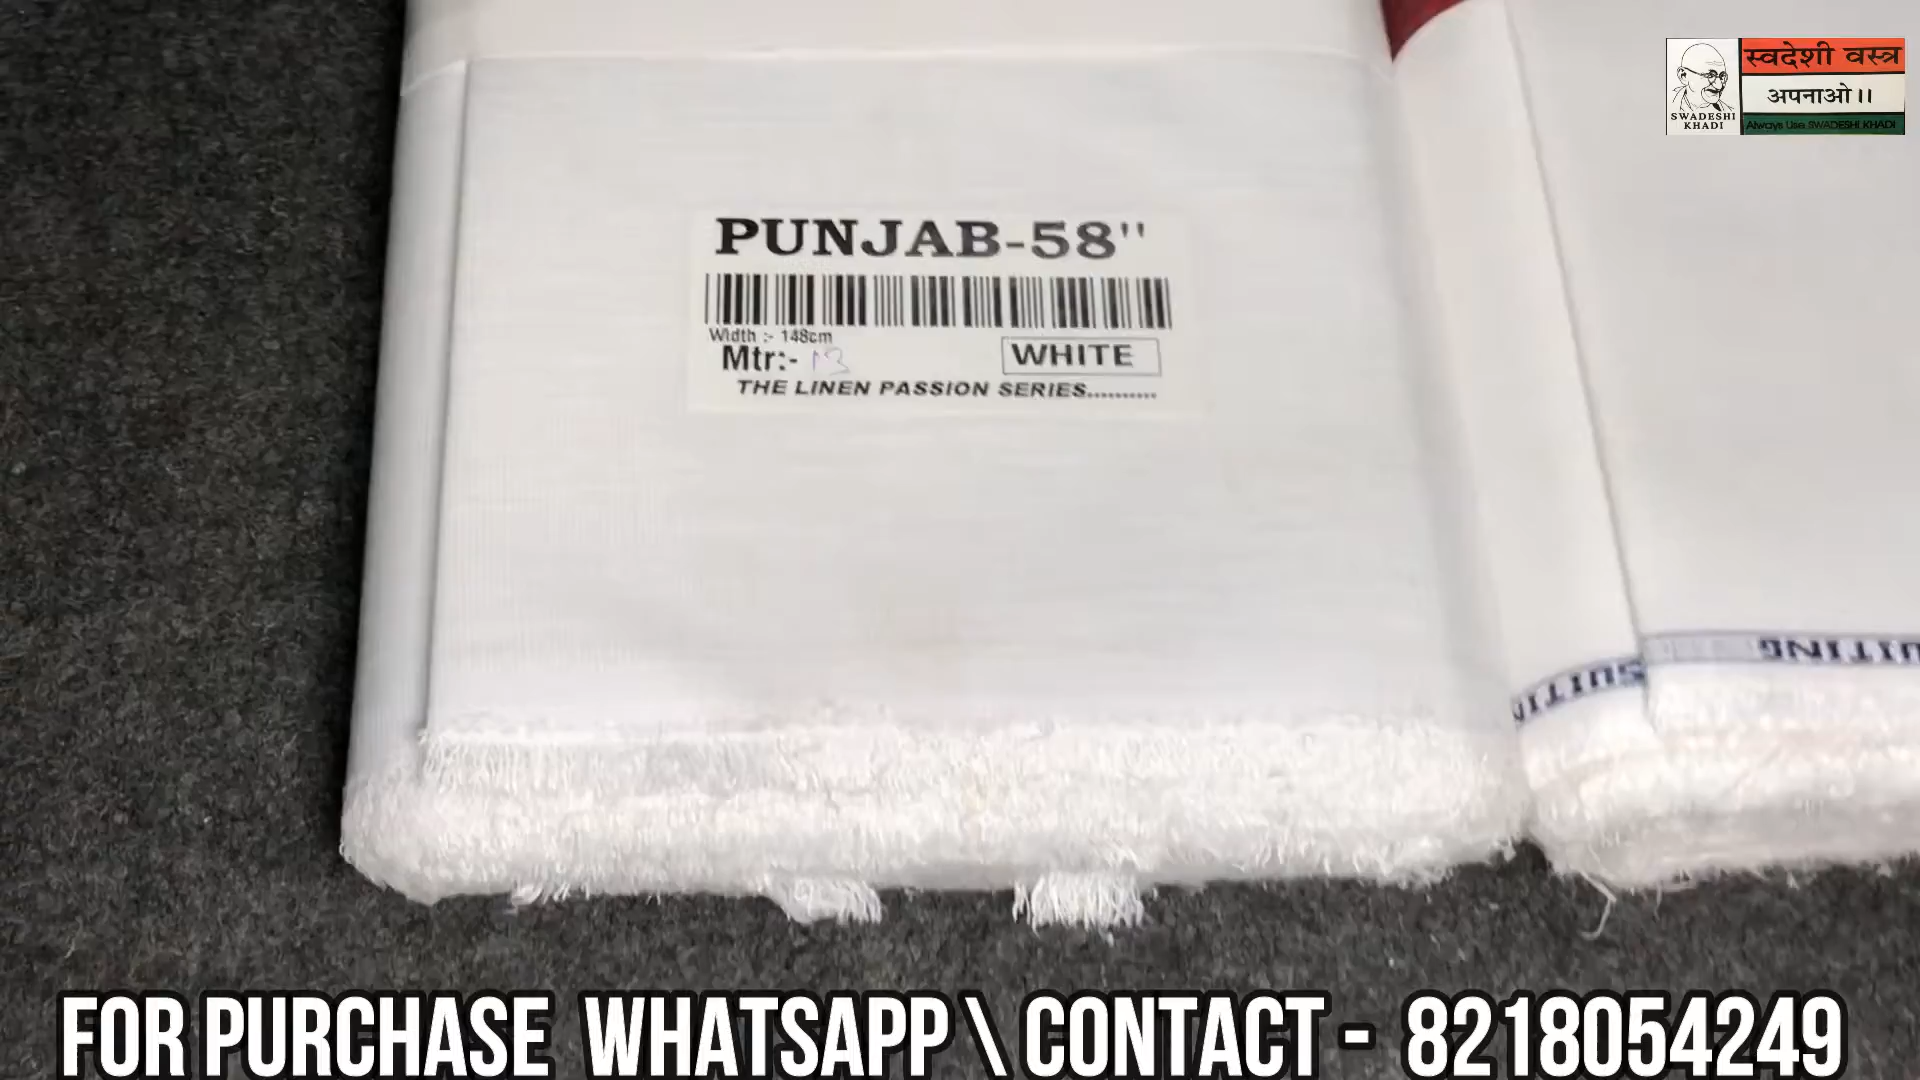 स्वदेशी वस्त्र
अपनाओ।।
SWADESHI
KHADI
Always Use SWADESHI KHADI
PUNJAB-58''
Width :- 148cm
Mtr:- 13
WHITE
THE LINEN PASSION SERIES..........
SUITING
FOR PURCHASE WHATSAPP \ CONTACT - 8218054249